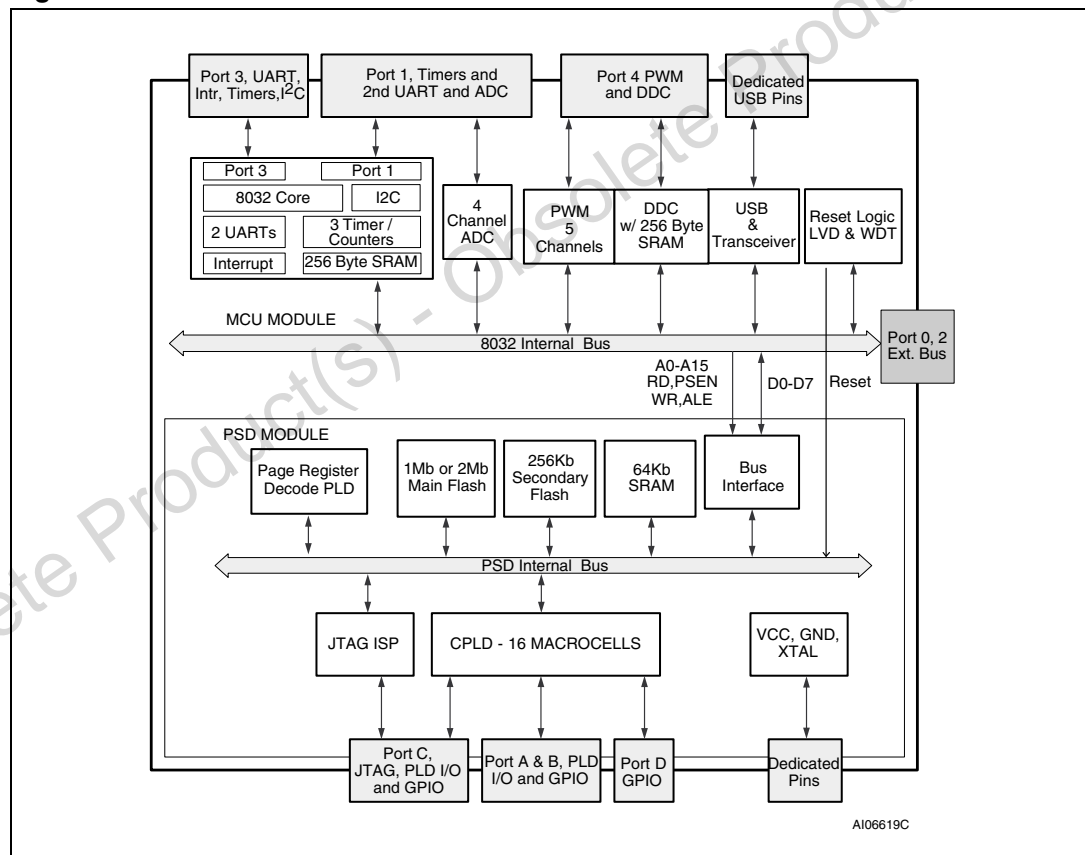 Port 3, UART,
Intr, Timers,I2C
Port 1, Timers and
2nd UART and ADC
Port 4 PWM
and DDC
Dedicated
USB Pins
Port 3
Port 1
8032 Core
I2C
2 UARTs
3 Timer /
Counters
Interrupt
256 Byte SRAM
4
Channel
ADC
PWM
5
Channels
DDC
w/ 256 Byte
SRAM
USB
&
Transceiver
Reset Logic
LVD & WDT
MCU MODULE
8032 Internal Bus
Port 0, 2
Ext. Bus
A0-A15
RD,PSEN
WR,ALE
D0-D7
Reset
PSD MODULE
Page Register
Decode PLD
1Mb or 2Mb
Main Flash
256Kb
Secondary
Flash
64Kb
SRAM
Bus
Interface
PSD Internal Bus
JTAG ISP
CPLD - 16 MACROCELLS
VCC, GND,
XTAL
Port C,
JTAG, PLD I/O
and GPIO
Port A & B, PLD
I/O and GPIO
Port D
GPIO
Dedicated
Pins
AI06619C
ete Product(s) - Obsolete Produ